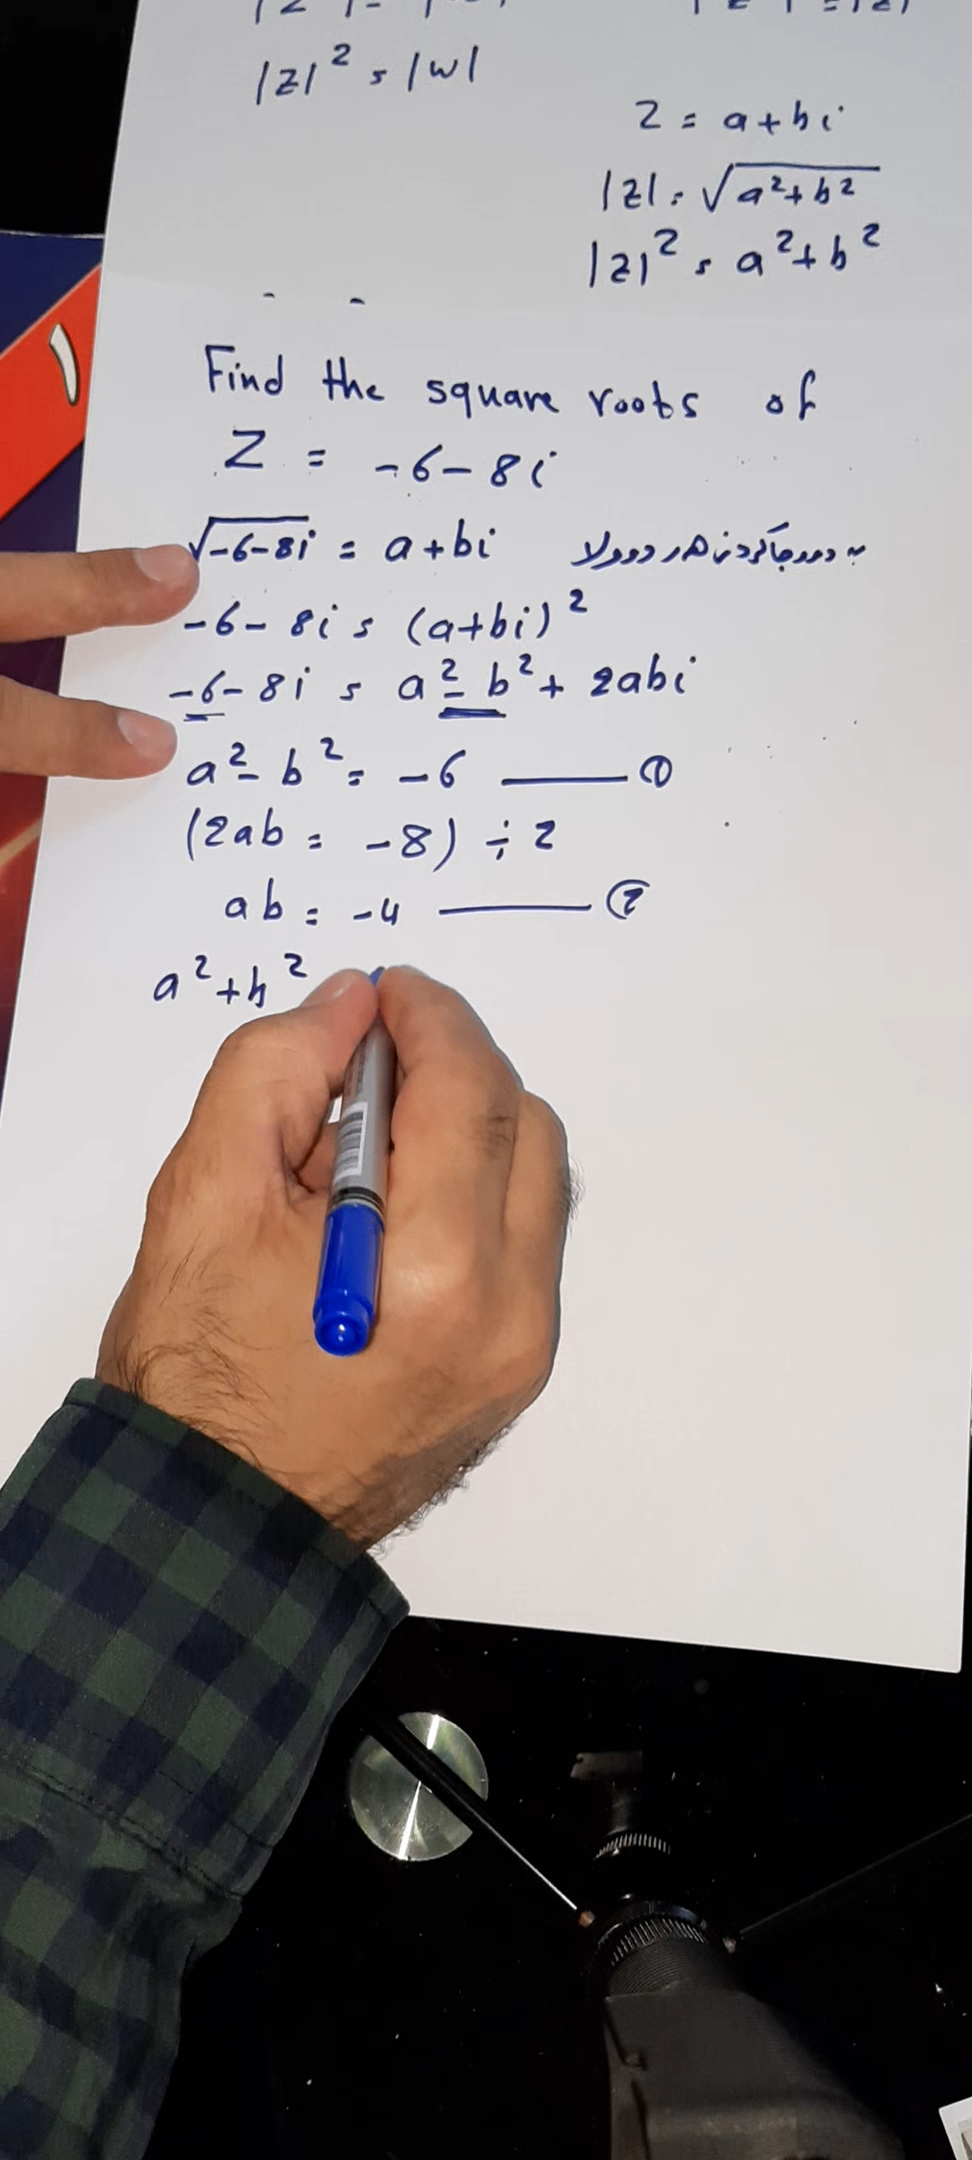 |z|² = |w|
z = a+bi
|z| = √a²+b²
|z|² = a²+b²
Find the square roots of
Z = -6-8i
√-6-8i = a+bi
-6-8i = (a+bi)²
-6-8i = a²-b²+2abi
a²-b² = -6 —— ①
(2ab = -8) ÷ 2
ab = -4 —— ②
a²+b²